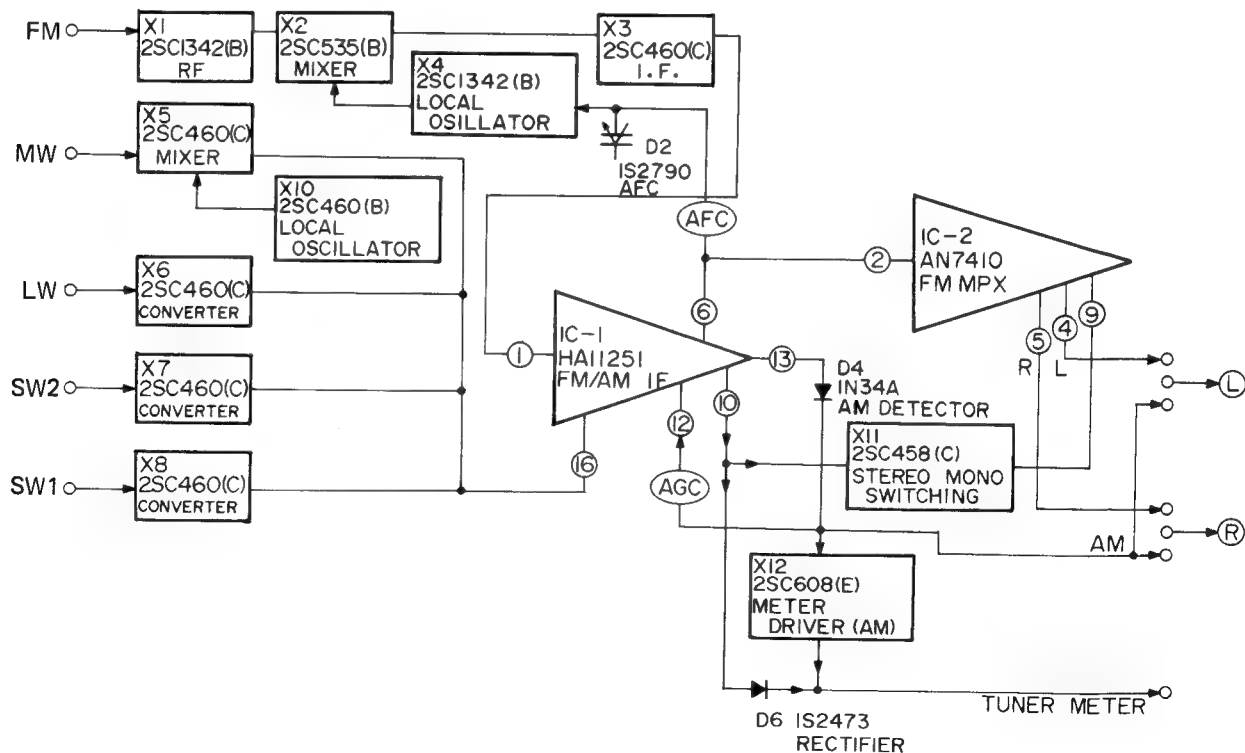 FM
X1
2SC1342(B)
RF
X2
2SC535(B)
MIXER
X3
2SC460(C)
I.F.
X4
2SC1342(B)
LOCAL
OSILLATOR
D2
IS2790
AFC
MW
X5
2SC460(C)
MIXER
X10
2SC460(B)
LOCAL
OSCILLATOR
AFC
LW
X6
2SC460(C)
CONVERTER
SW2
X7
2SC460(C)
CONVERTER
SW1
X8
2SC460(C)
CONVERTER
1
IC-1
HA11251
FM/AM IF
6
13
10
12
16
AGC
2
IC-2
AN7410
FM MPX
5
4
9
R
L
D4
IN34A
AM DETECTOR
X11
2SC458(C)
STEREO MONO
SWITCHING
L
R
AM
X12
2SC608(E)
METER
DRIVER (AM)
D6 IS2473
RECTIFIER
TUNER METER